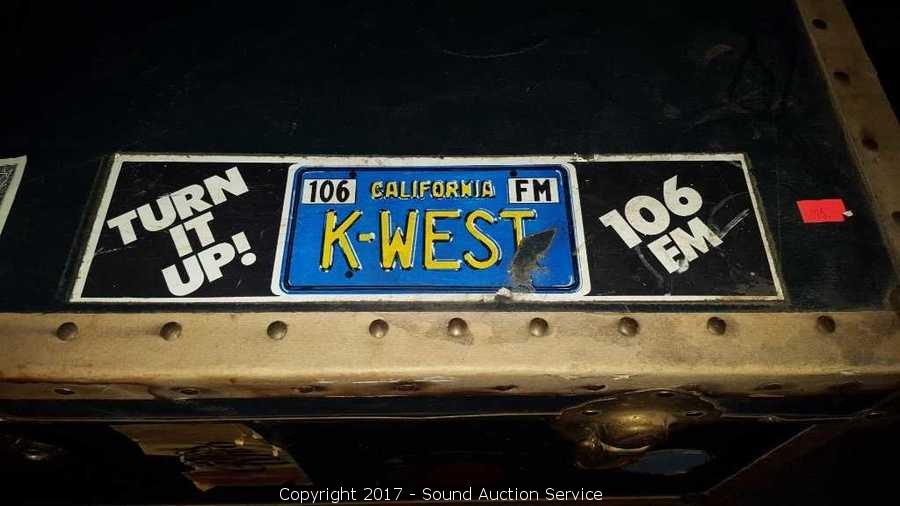 TURN
IT
UP!
106 CALIFORNIA FM
K-WEST
106
FM
Copyright 2017 - Sound Auction Service